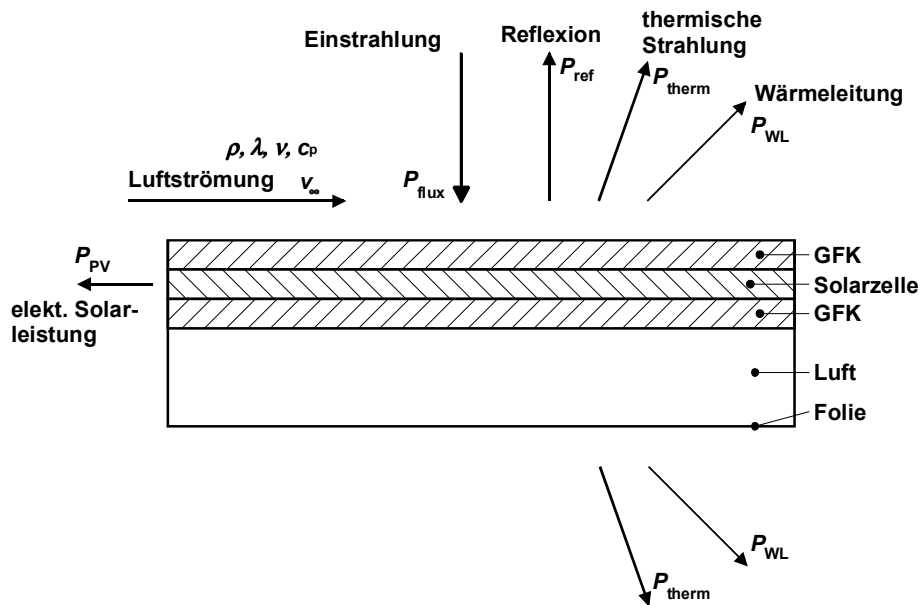 Einstrahlung
Reflexion
P_ref
thermische
Strahlung
P_therm
Wärmeleitung
P_WL
ρ, λ, ν, c_p
Luftströmung v_∞
P_flux
P_PV
elekt. Solar-
leistung
GFK
Solarzelle
GFK
Luft
Folie
P_WL
P_therm